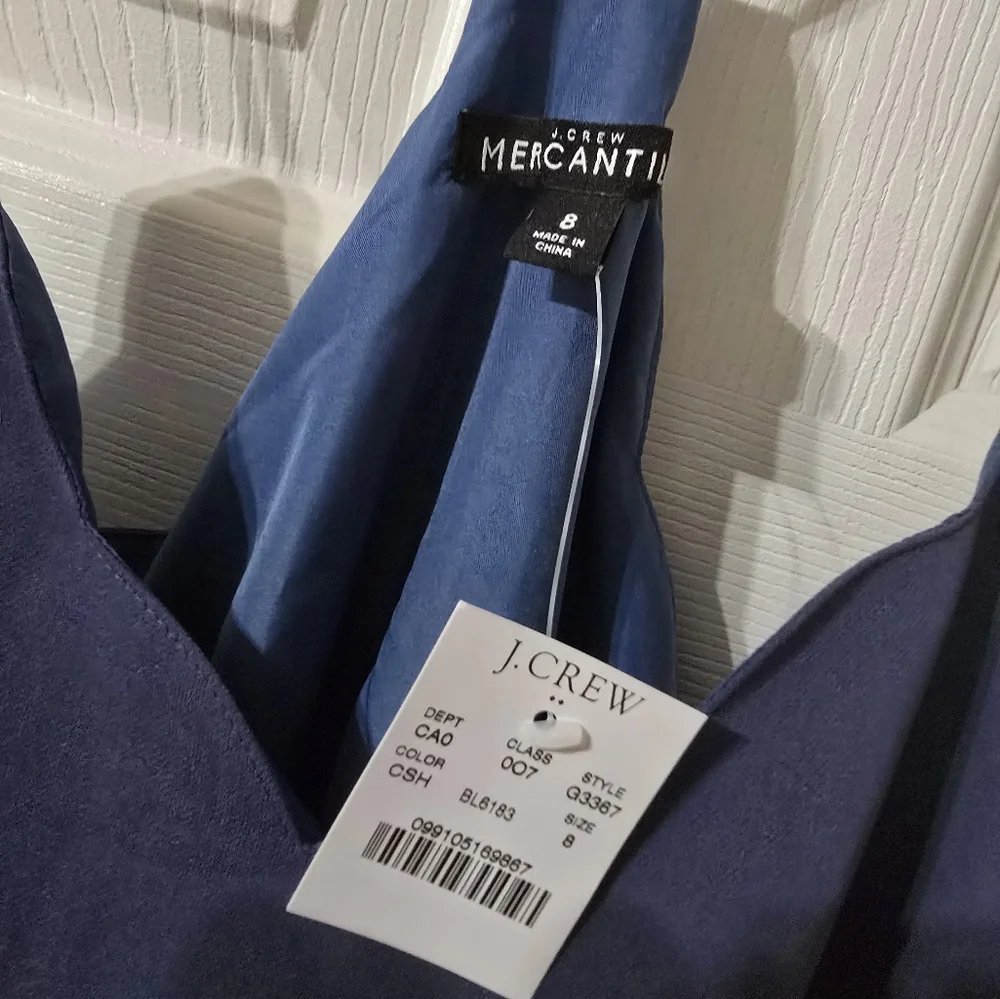 J.CREW
MERCANTIL
8
MADE IN
CHINA
J.CREW
DEPT CLASS STYLE
CA0 007 G3367
COLOR SIZE
CSH BL6183 8
099105169867